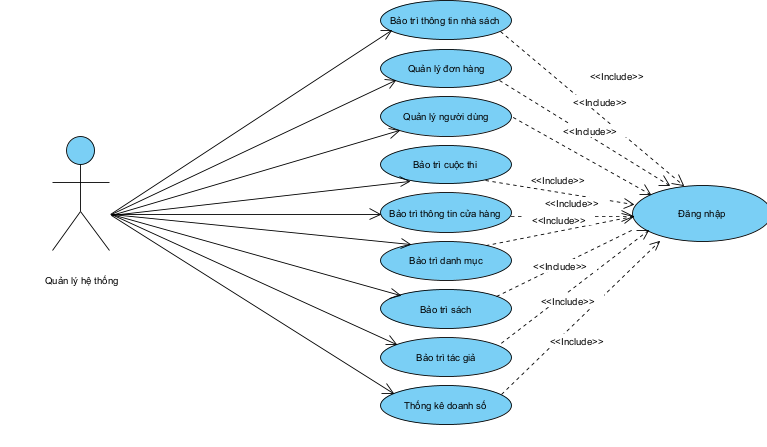 Bảo trì thông tin nhà sách
Quản lý đơn hàng
<<Include>>
<<Include>>
Quản lý người dùng
<<Include>>
Bảo trì cuộc thi
<<Include>>
Bảo trì thông tin cửa hàng
<<Include>>
Đăng nhập
<<Include>>
Bảo trì danh mục
<<Include>>
Quản lý hệ thống
Bảo trì sách
<<Include>>
<<Include>>
Bảo trì tác giả
Thống kê doanh số